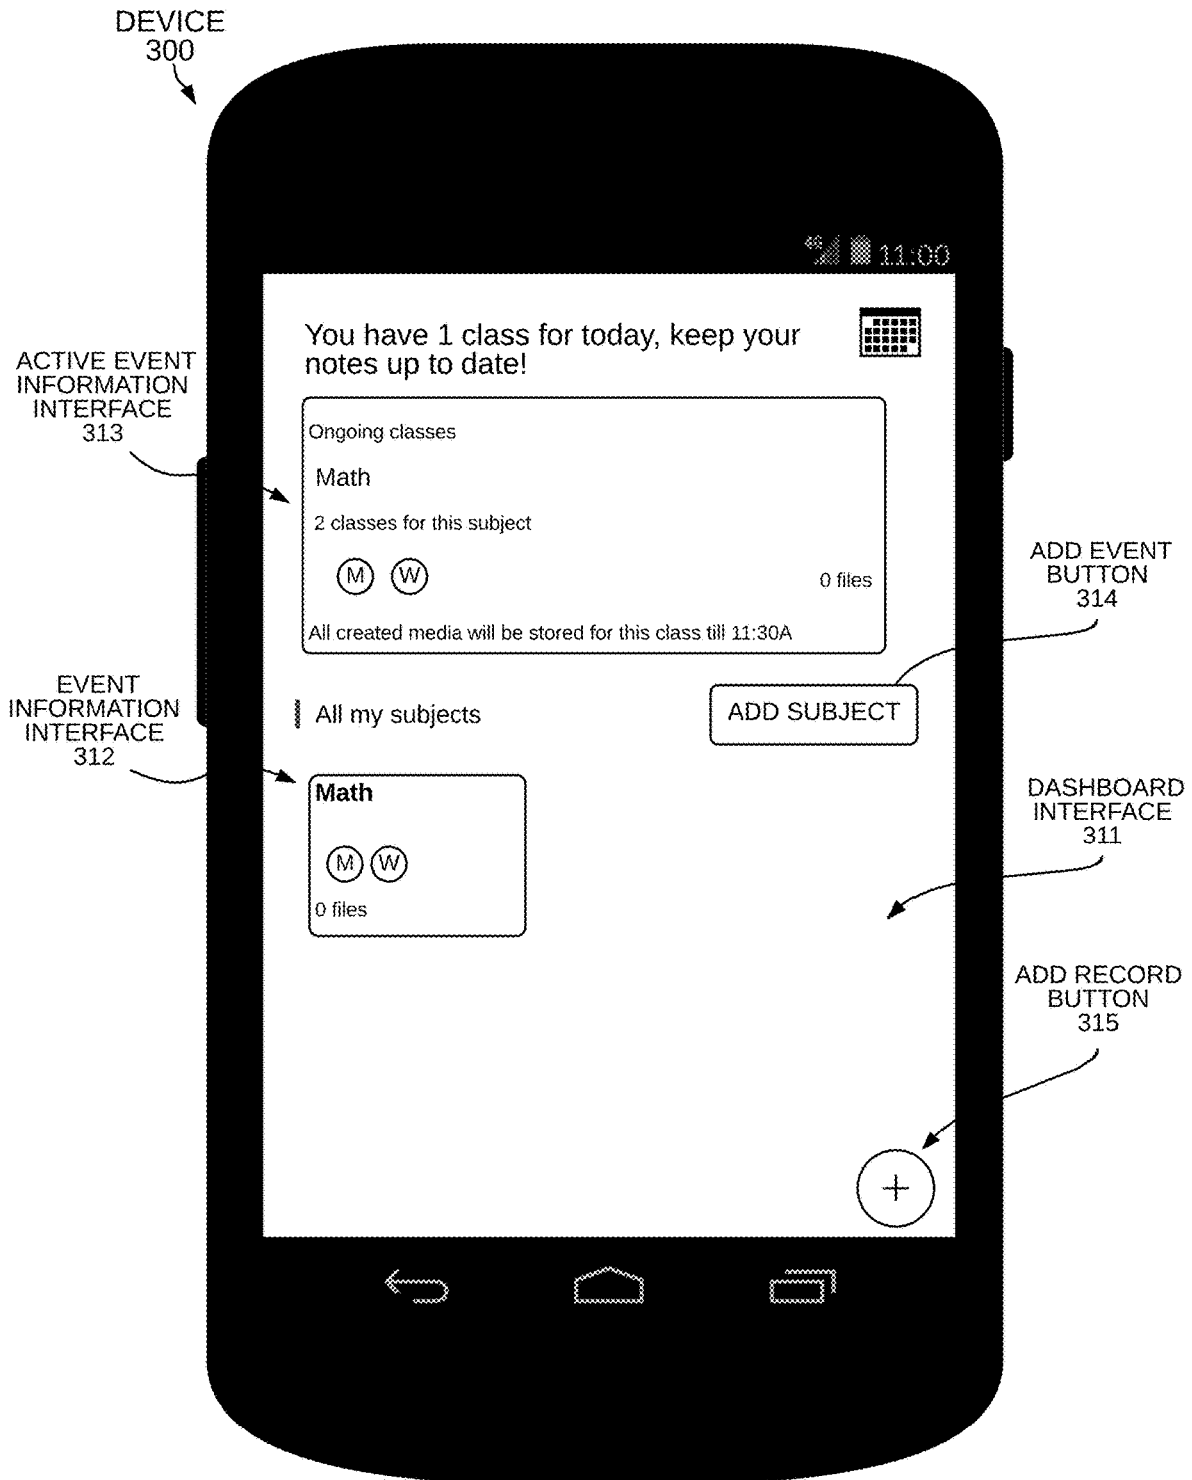 DEVICE
300
4G 11:00
You have 1 class for today, keep your
notes up to date!
ACTIVE EVENT
INFORMATION
INTERFACE
313
Ongoing classes
Math
2 classes for this subject
M W
0 files
All created media will be stored for this class till 11:30A
ADD EVENT
BUTTON
314
EVENT
INFORMATION
INTERFACE
312
All my subjects
ADD SUBJECT
Math
M W
0 files
DASHBOARD
INTERFACE
311
ADD RECORD
BUTTON
315
+